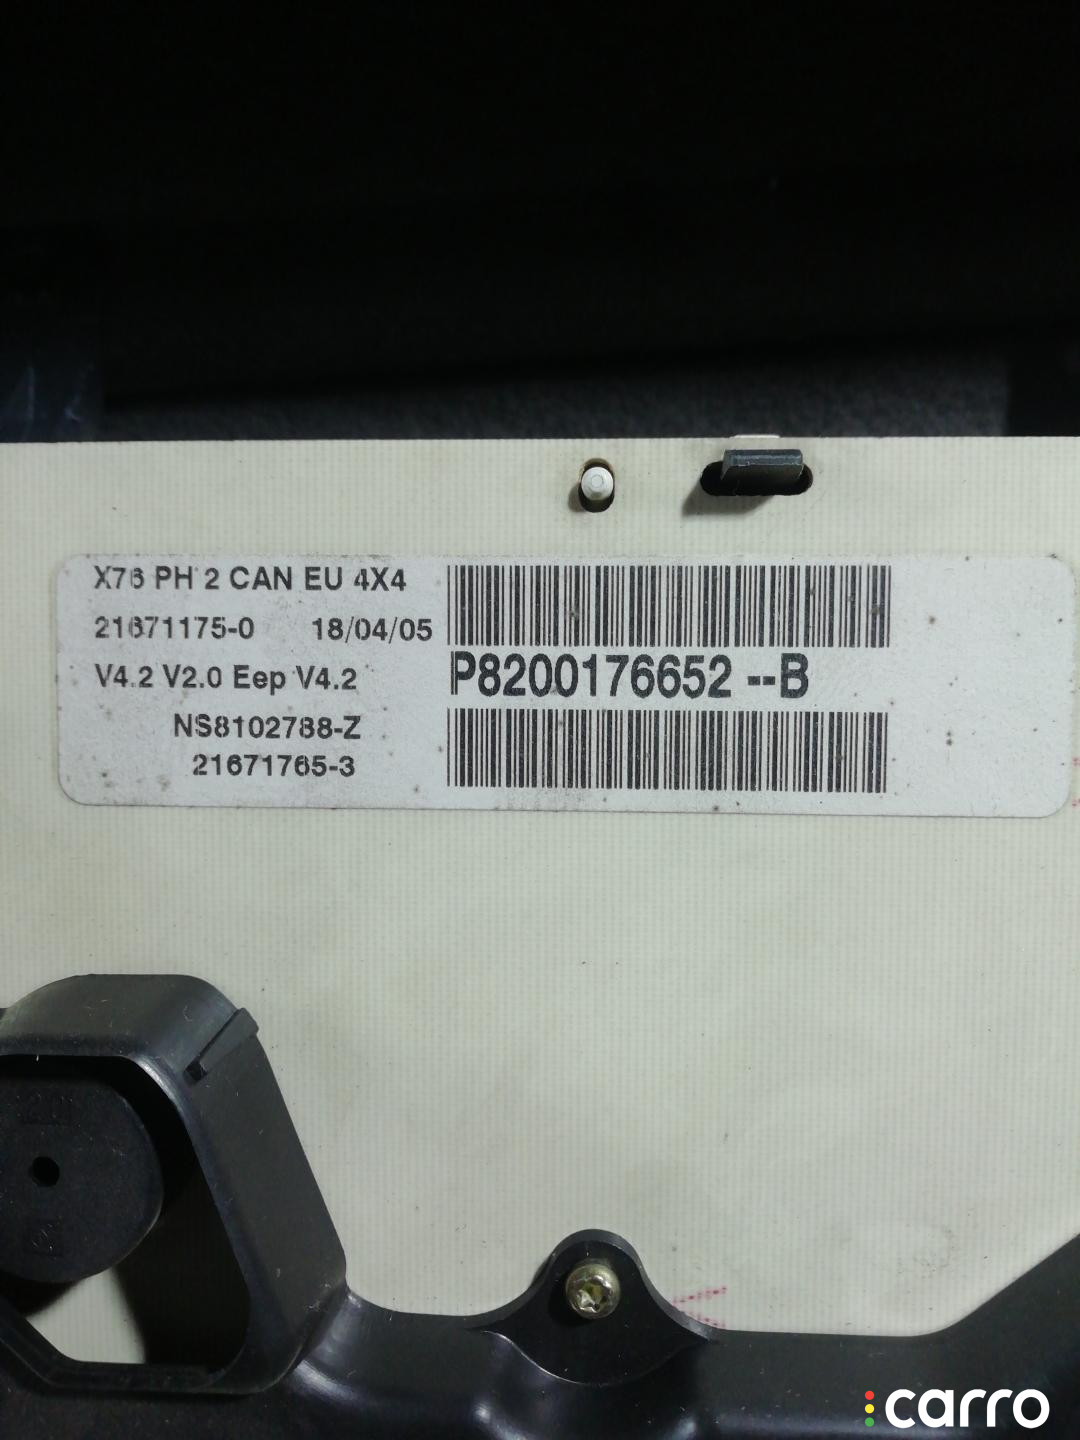 X76 PH 2 CAN EU 4X4
21671175-0 18/04/05
V4.2 V2.0 Eep V4.2
NS8102788-Z
21671765-3
P8200176652 --B
carro